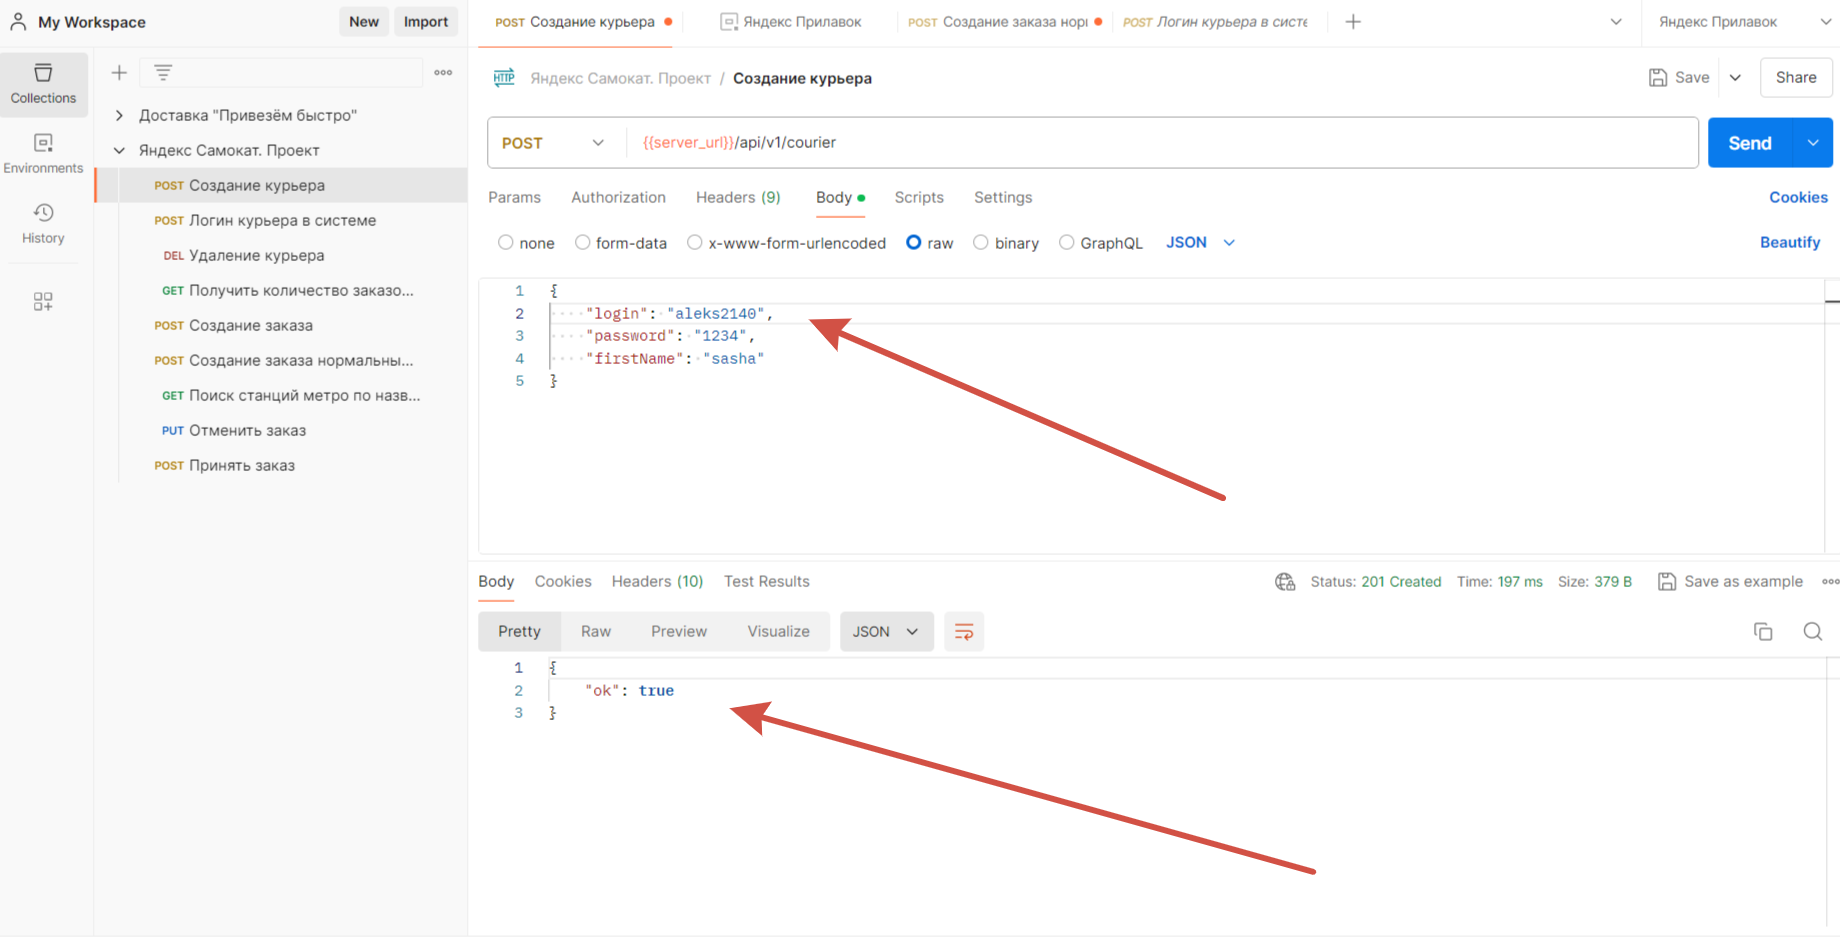 My Workspace
New
Import
POST Создание курьера
Яндекс Прилавок
POST Создание заказа нор
POST Логин курьера в систе
Яндекс Прилавок
Collections
Environments
History
Доставка "Привезём быстро"
Яндекс Самокат. Проект
POST Создание курьера
POST Логин курьера в системе
DEL Удаление курьера
GET Получить количество заказо...
POST Создание заказа
POST Создание заказа нормальны...
GET Поиск станций метро по назв...
PUT Отменить заказ
POST Принять заказ
HTTP Яндекс Самокат. Проект / Создание курьера
Save
Share
POST
{{server_url}}/api/v1/courier
Send
Params
Authorization
Headers (9)
Body
Scripts
Settings
Cookies
none
form-data
x-www-form-urlencoded
raw
binary
GraphQL
JSON
Beautify
1 {
2 "login": "aleks2140",
3 "password": "1234",
4 "firstName": "sasha"
5 }
Body
Cookies
Headers (10)
Test Results
Status: 201 Created
Time: 197 ms
Size: 379 B
Save as example
Pretty
Raw
Preview
Visualize
JSON
1 {
2 "ok": true
3 }